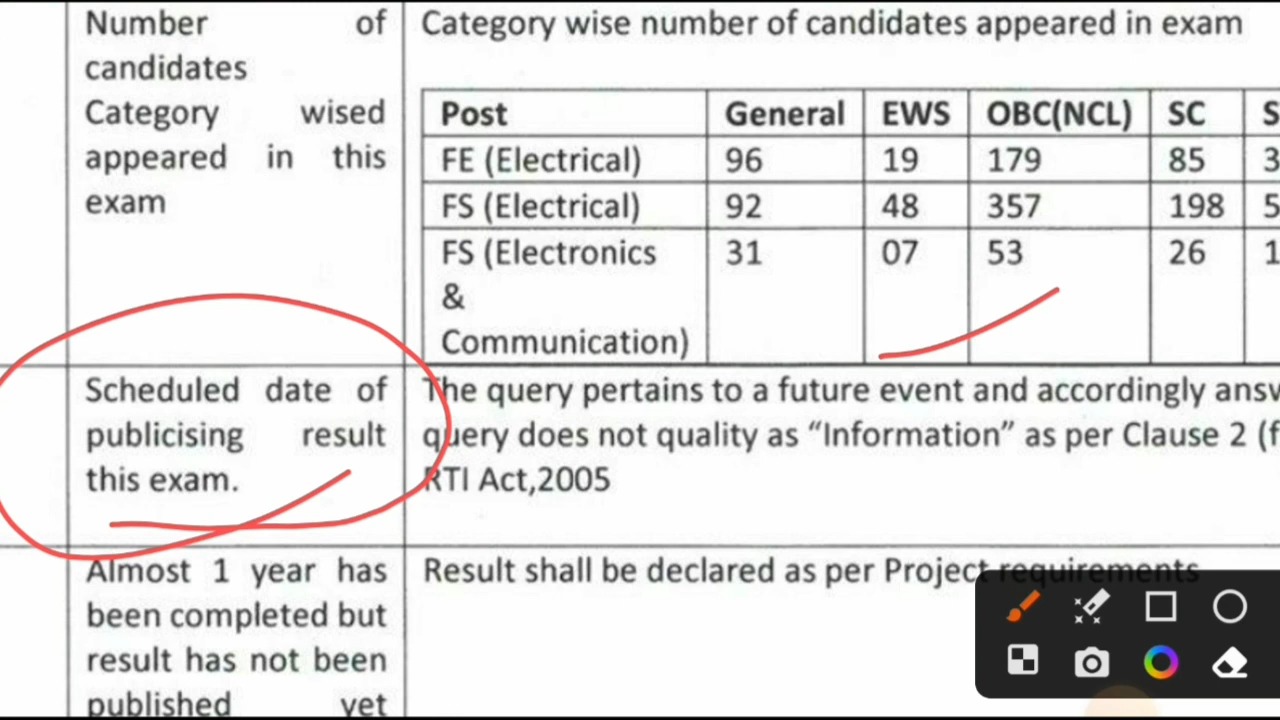 Number of
candidates
Category wised
appeared in this
exam
Category wise number of candidates appeared in exam
Post General EWS OBC(NCL) SC S
FE (Electrical) 96 19 179 85 3
FS (Electrical) 92 48 357 198 5
FS (Electronics 31 07 53 26 1
&
Communication)
Scheduled date of
publicising result
this exam.
The query pertains to a future event and accordingly answ
query does not quality as “Information” as per Clause 2 (f
RTI Act,2005
Almost 1 year has
been completed but
result has not been
published yet
Result shall be declared as per Project requirements